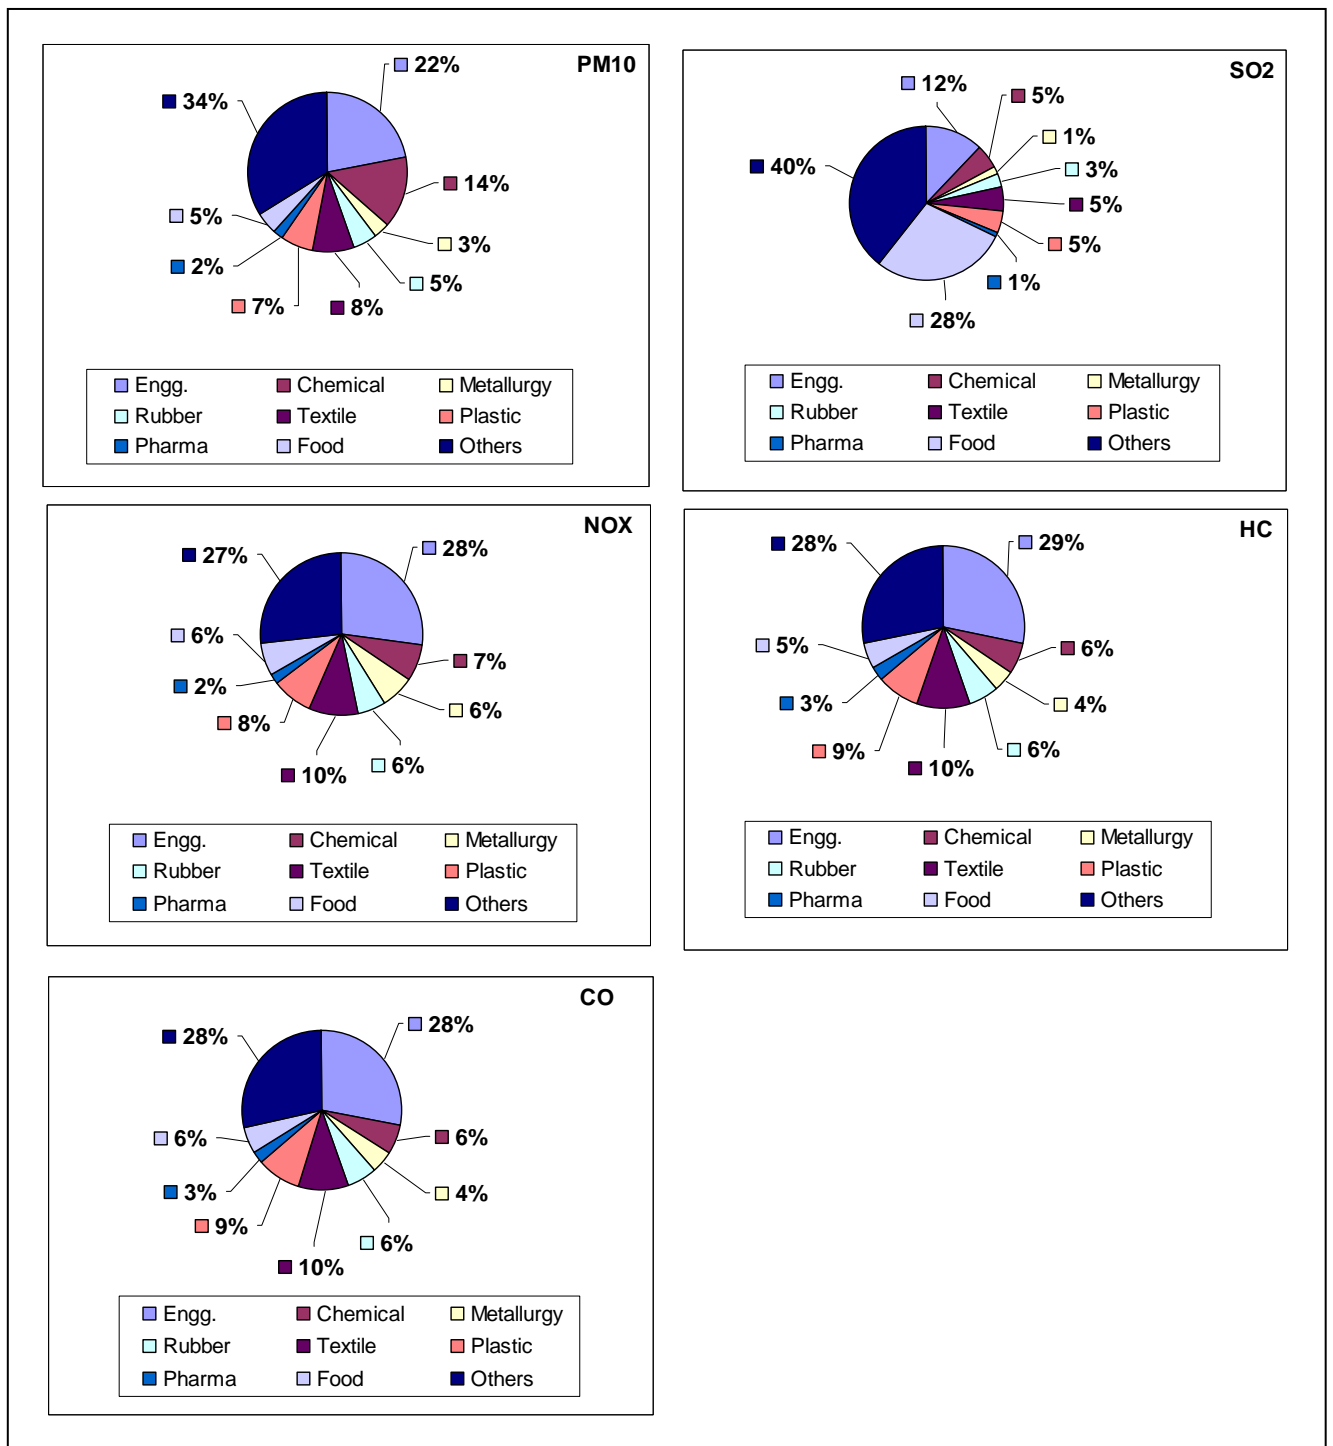 PM10
22%
34%
14%
5%
3%
2%
5%
7%
8%
Engg. Chemical Metallurgy
Rubber Textile Plastic
Pharma Food Others
SO2
12%
5%
1%
40%
3%
5%
5%
1%
28%
Engg. Chemical Metallurgy
Rubber Textile Plastic
Pharma Food Others
NOX
27%
28%
6%
7%
2%
6%
8%
6%
10%
Engg. Chemical Metallurgy
Rubber Textile Plastic
Pharma Food Others
HC
28%
29%
5%
6%
3%
4%
9%
6%
10%
Engg. Chemical Metallurgy
Rubber Textile Plastic
Pharma Food Others
CO
28%
28%
6%
6%
3%
4%
9%
6%
10%
Engg. Chemical Metallurgy
Rubber Textile Plastic
Pharma Food Others